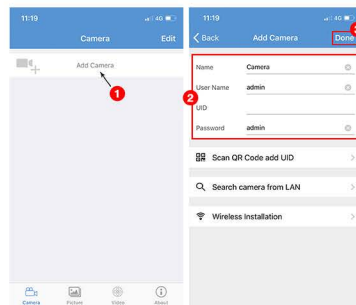 11:19
4G
Camera
Edit
Add Camera
1
Camera
Picture
Video
About
11:19
4G
Back
Add Camera
Done
2
Name
Camera
User Name
admin
UID
Password
admin
Scan QR Code add UID
Search camera from LAN
Wireless Installation